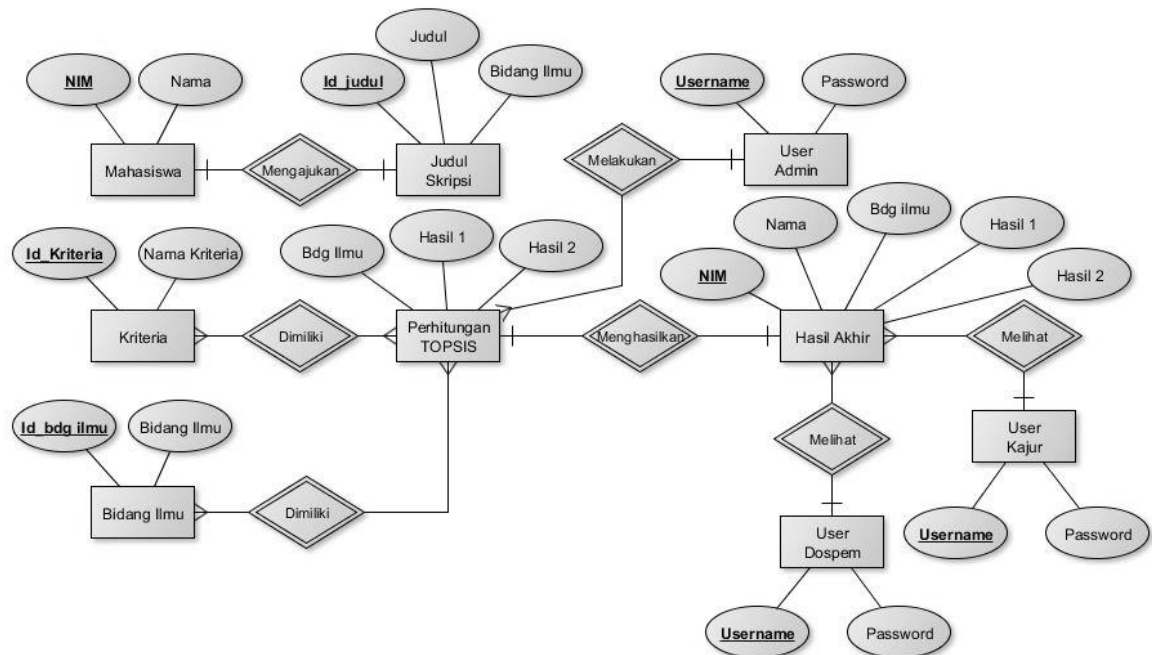 Judul
NIM
Nama
Id_judul
Bidang Ilmu
Username
Password
Mahasiswa
Mengajukan
Judul
Skripsi
Melakukan
User
Admin
Id_Kriteria
Nama Kriteria
Bdg Ilmu
Hasil 1
Hasil 2
Nama
Bdg ilmu
Hasil 1
NIM
Hasil 2
Kriteria
Dimiliki
Perhitungan
TOPSIS
Menghasilkan
Hasil Akhir
Melihat
Id_bdg ilmu
Bidang Ilmu
Melihat
User
Kajur
Bidang Ilmu
Dimiliki
User
Dospem
Username
Password
Username
Password